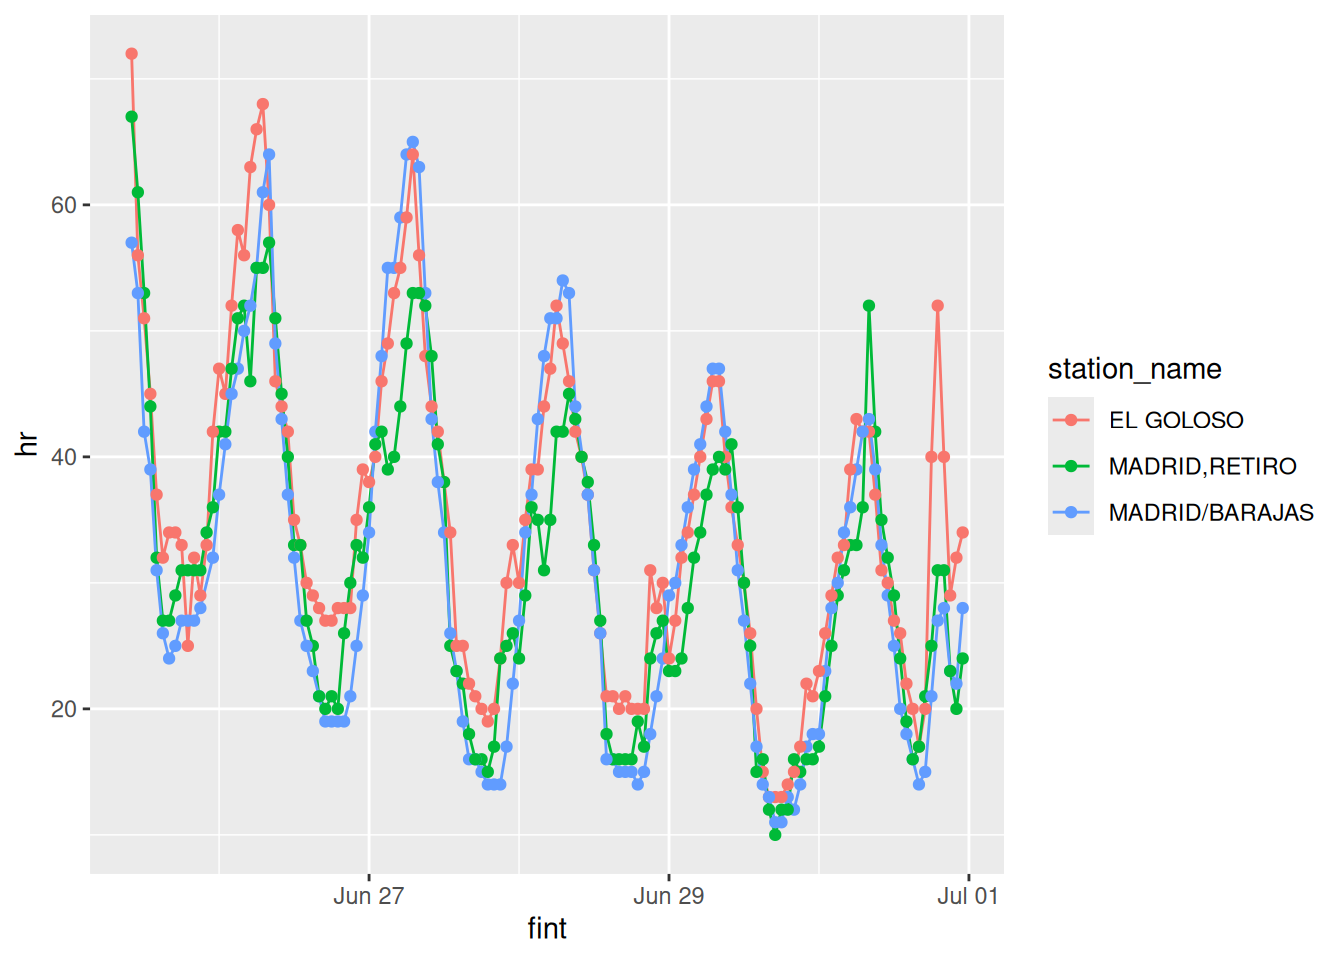 60
40
20
hr
Jun 27
Jun 29
Jul 01
fint
station_name
EL GOLOSO
MADRID,RETIRO
MADRID/BARAJAS